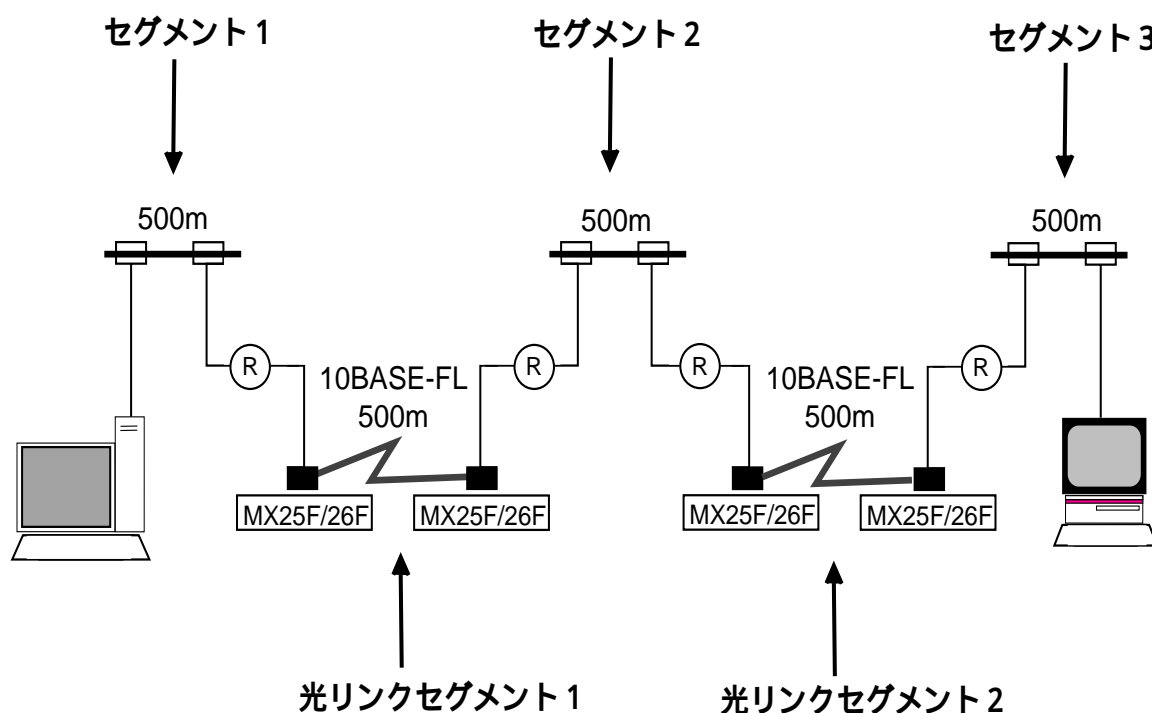 セグメント 1
セグメント 2
セグメント 3
500m
500m
500m
R
R
R
R
10BASE-FL
500m
10BASE-FL
500m
MX25F/26F
MX25F/26F
MX25F/26F
MX25F/26F
光リンクセグメント 1
光リンクセグメント 2